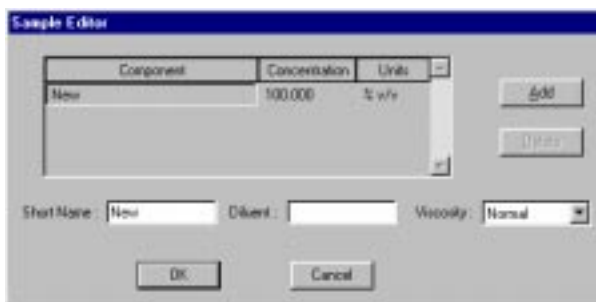 Sample Editor
Component Concentration Units
New 100.000 % v/v
Add
Delete
Short Name : New Diluent : Viscosity : Normal
OK Cancel